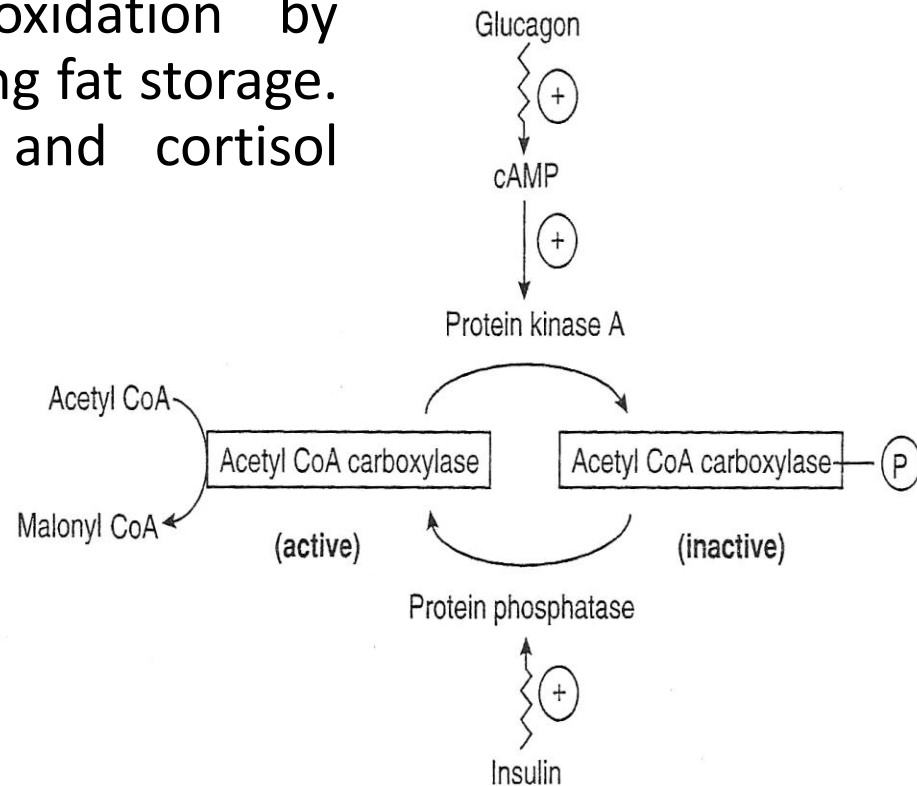 oxidation by
ng fat storage.
and cortisol
Glucagon
+
cAMP
+
Protein kinase A
Acetyl CoA
Acetyl CoA carboxylase
Acetyl CoA carboxylase
P
Malonyl CoA
(active)
(inactive)
Protein phosphatase
+
Insulin